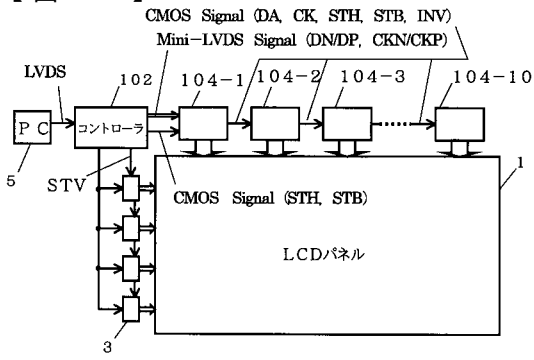 CMOS Signal (DA, CK, STH, STB, INV)
Mini-LVDS Signal (DN/DP, CKN/CKP)
LVDS
102
104-1
104-2
104-3
104-10
PC
コントローラ
5
STV
CMOS Signal (STH, STB)
1
LCDパネル
3